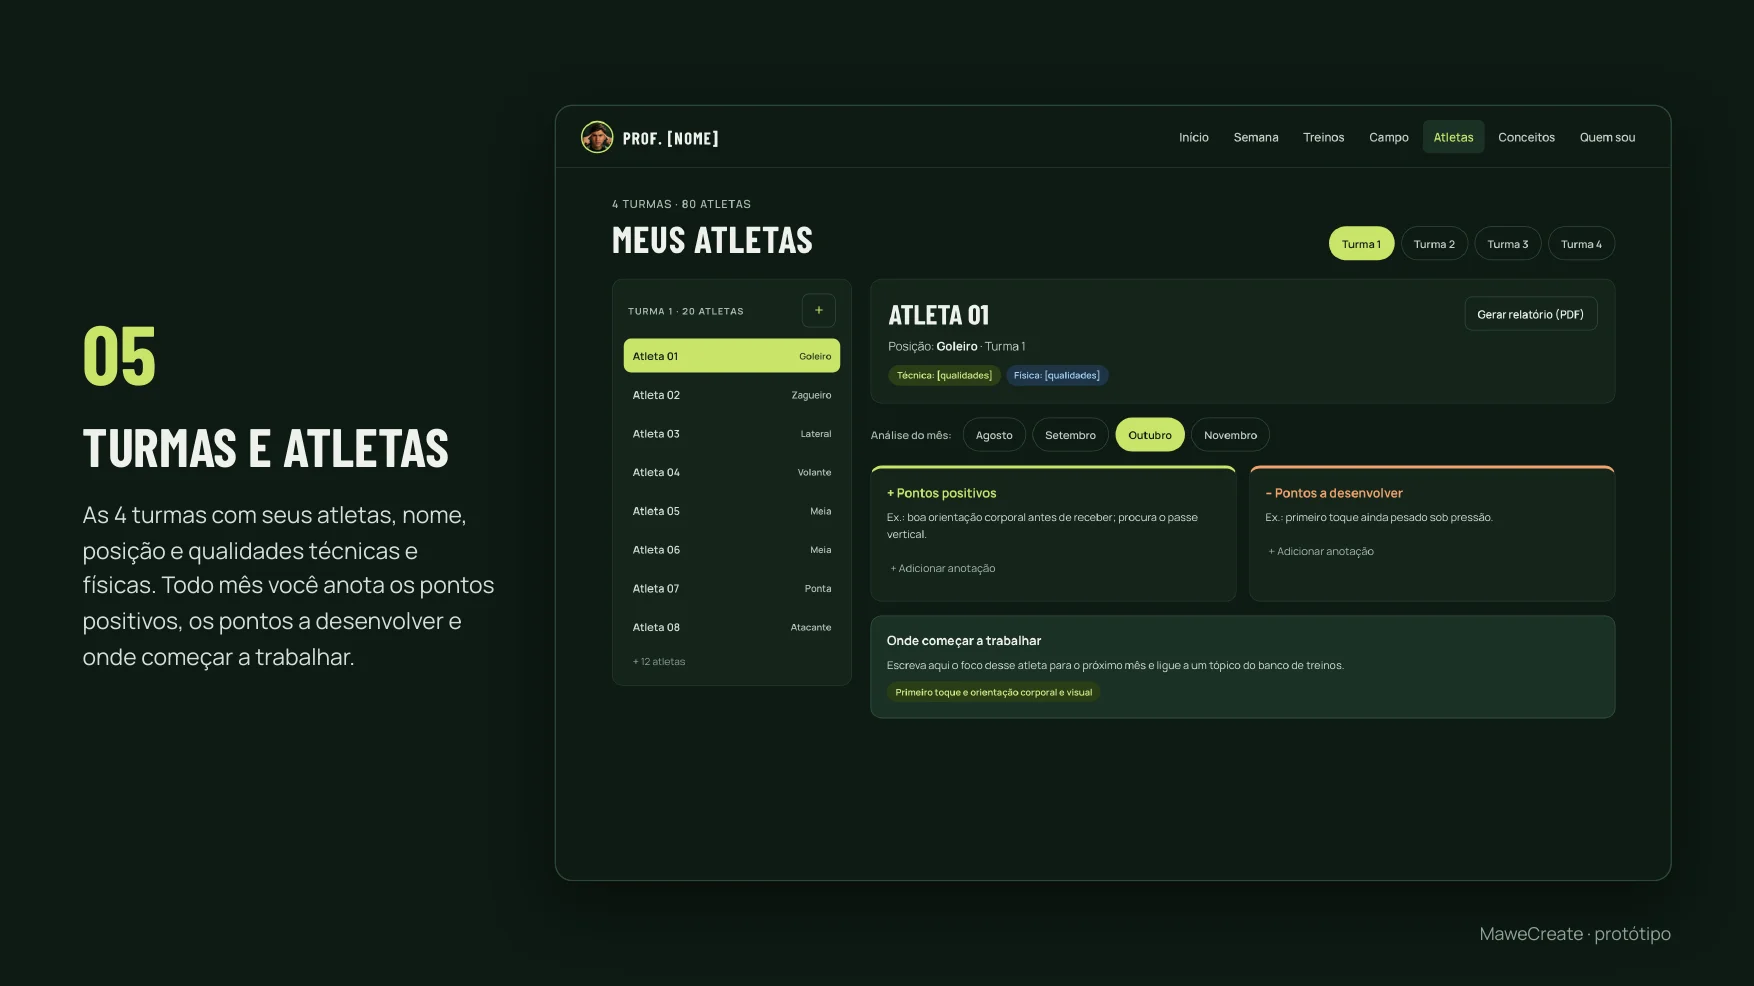 05
TURMAS E ATLETAS
As 4 turmas com seus atletas, nome,
posição e qualidades técnicas e
físicas. Todo mês você anota os pontos
positivos, os pontos a desenvolver e
onde começar a trabalhar.
PROF. [NOME]
Início Semana Treinos Campo Atletas Conceitos Quem sou
4 TURMAS · 80 ATLETAS
MEUS ATLETAS
Turma 1 Turma 2 Turma 3 Turma 4
TURMA 1 · 20 ATLETAS +
Atleta 01 Goleiro
Atleta 02 Zagueiro
Atleta 03 Lateral
Atleta 04 Volante
Atleta 05 Meia
Atleta 06 Meia
Atleta 07 Ponta
Atleta 08 Atacante
+ 12 atletas
ATLETA 01
Gerar relatório (PDF)
Posição: Goleiro · Turma 1
Técnica: [qualidades] Física: [qualidades]
Análise do mês: Agosto Setembro Outubro Novembro
+ Pontos positivos
Ex.: boa orientação corporal antes de receber; procura o passe
vertical.
+ Adicionar anotação
– Pontos a desenvolver
Ex.: primeiro toque ainda pesado sob pressão.
+ Adicionar anotação
Onde começar a trabalhar
Escreva aqui o foco desse atleta para o próximo mês e ligue a um tópico do banco de treinos.
Primeiro toque e orientação corporal e visual
MaweCreate · protótipo